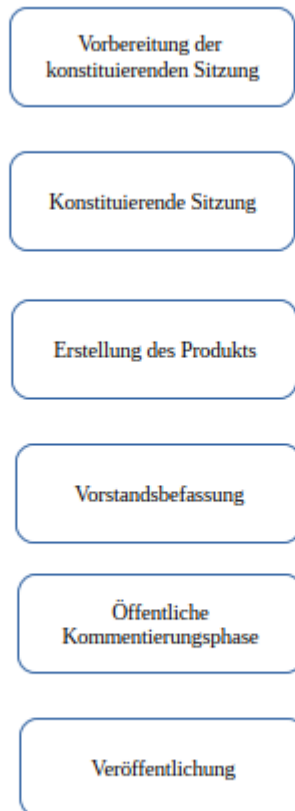 Vorbereitung der
konstituierenden Sitzung
Konstituierende Sitzung
Erstellung des Produkts
Vorstandsbefassung
Öffentliche
Kommentierungsphase
Veröffentlichung